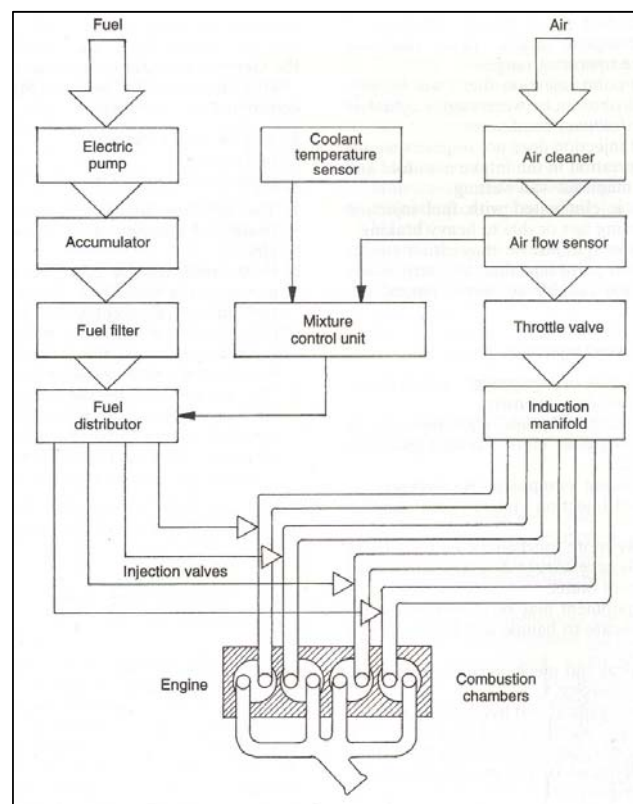 Fuel
Air
Electric
pump
Coolant
temperature
sensor
Air cleaner
Accumulator
Air flow sensor
Fuel filter
Mixture
control unit
Throttle valve
Fuel
distributor
Induction
manifold
Injection valves
Engine
Combustion
chambers